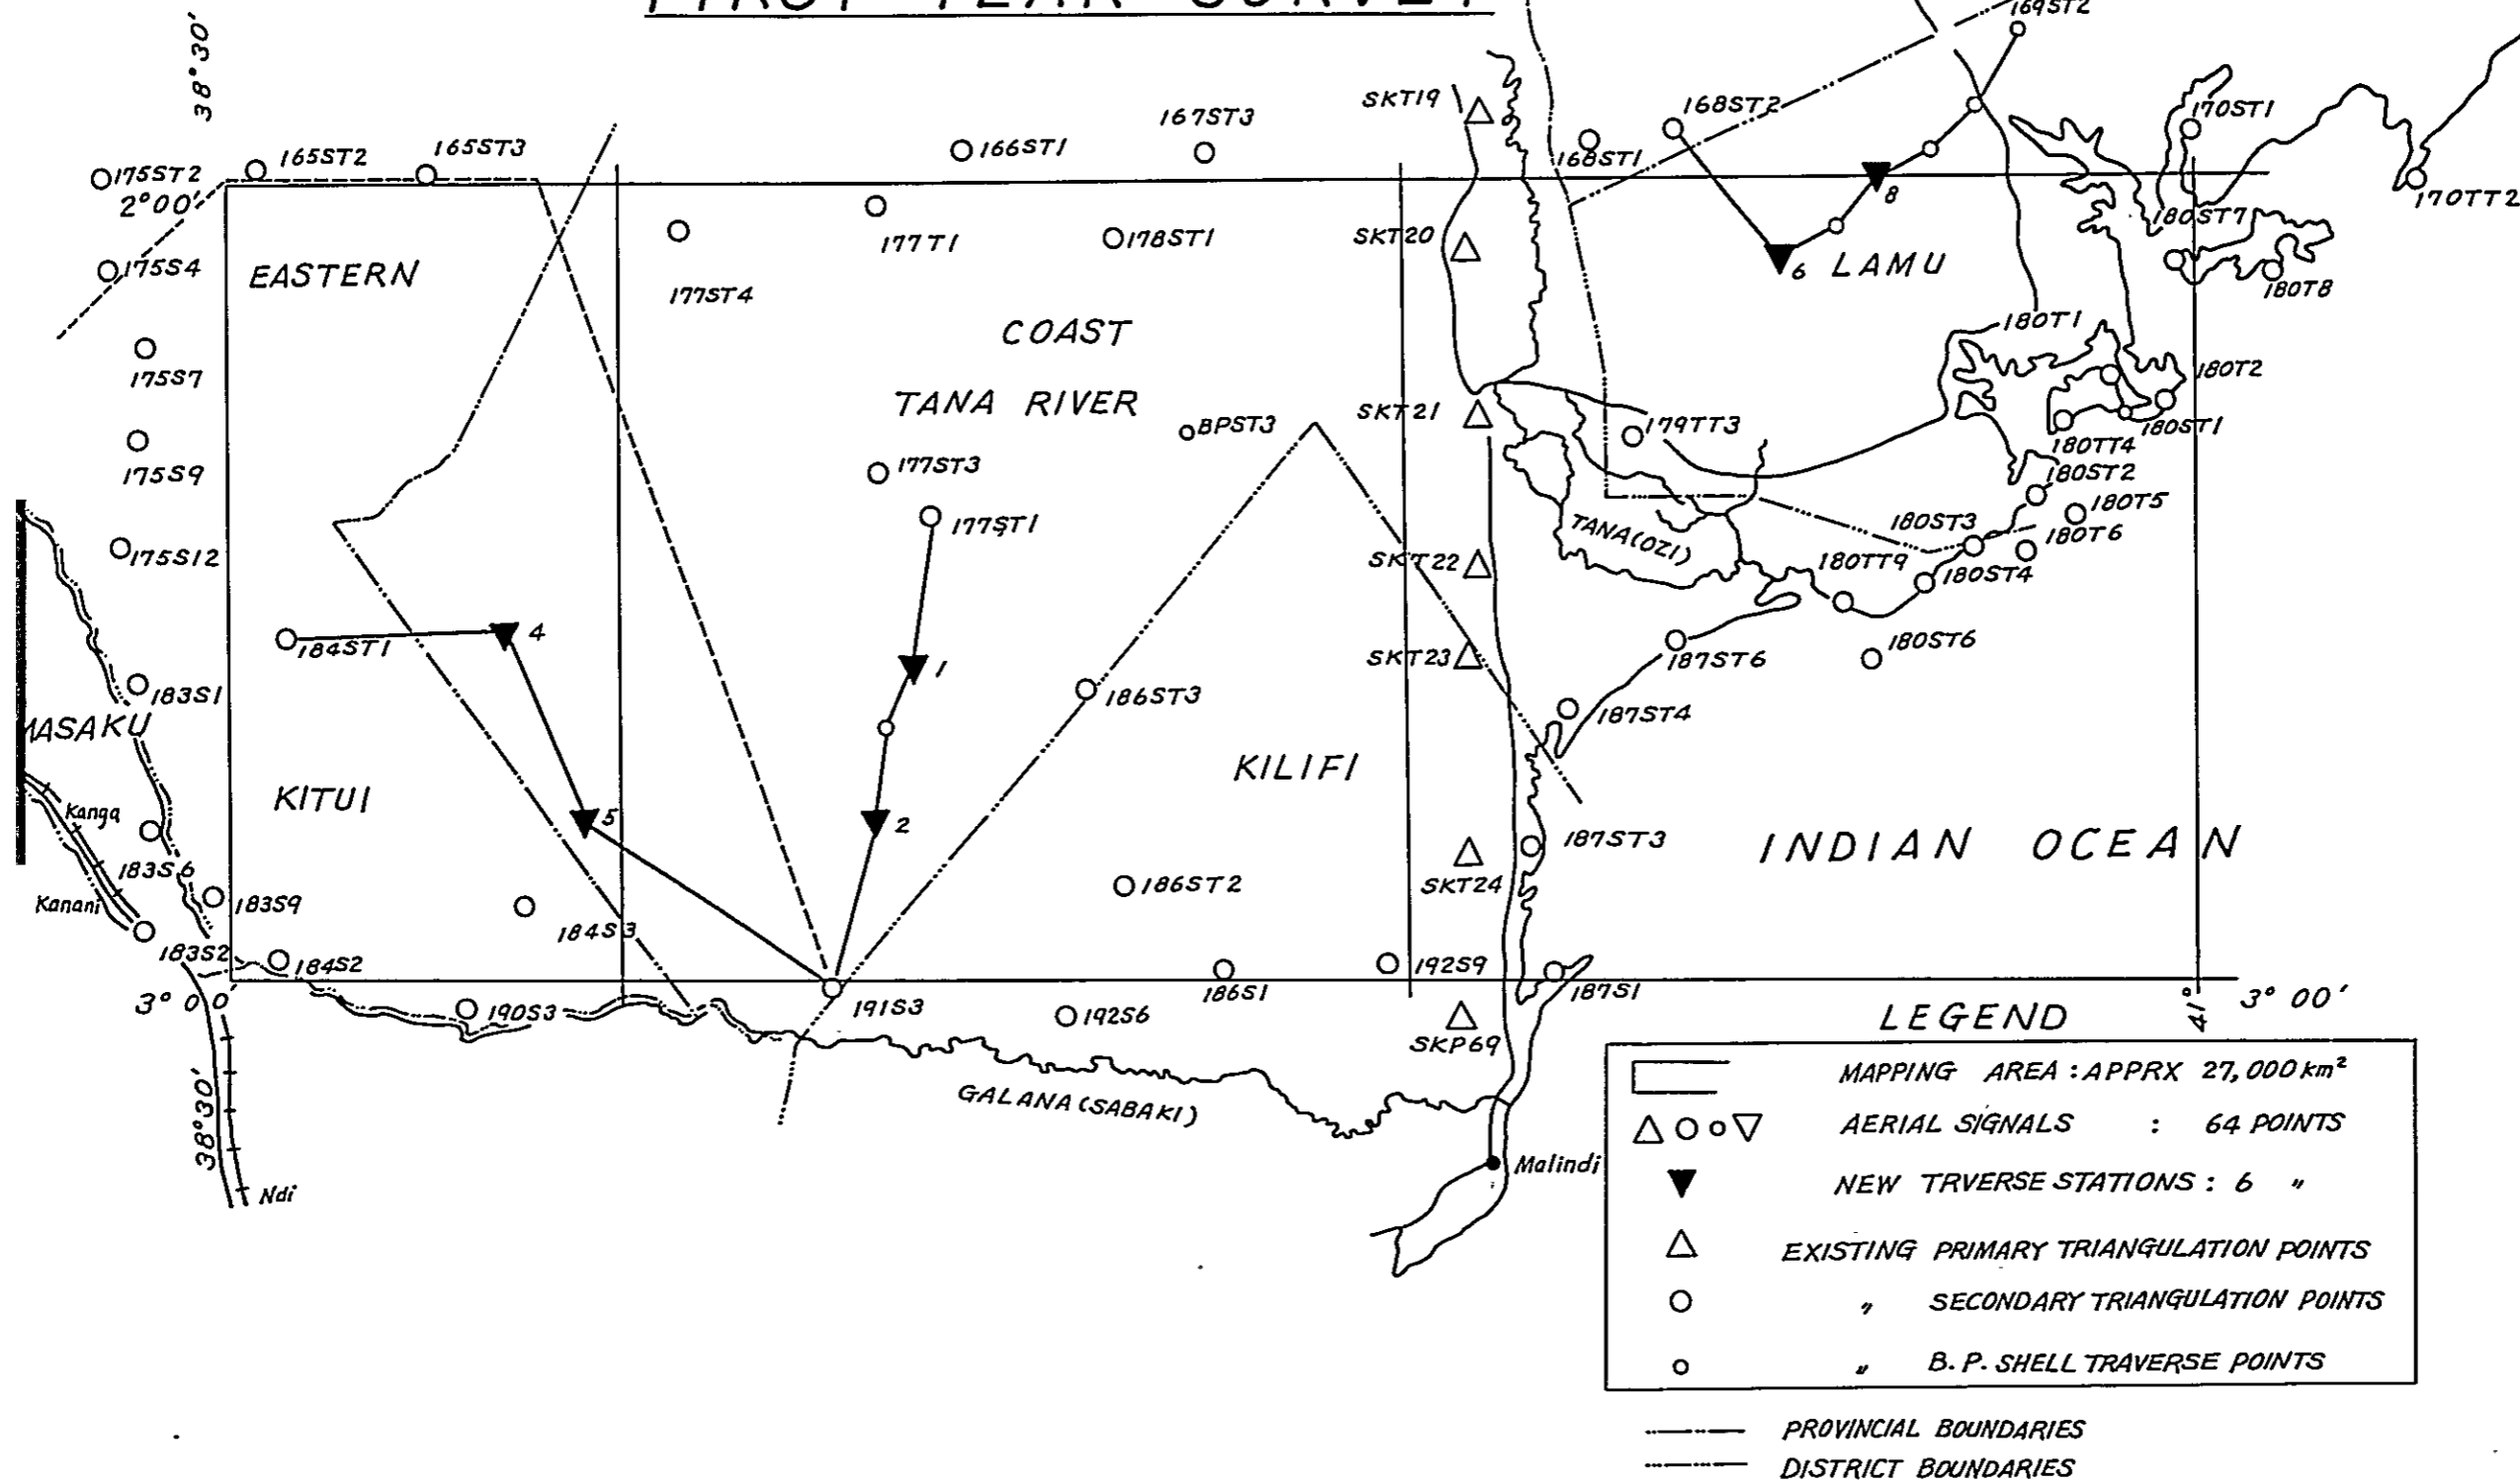 FIRST YEAR SURVEY
38°30'
169ST2
SKT19
168ST2
170ST1
167ST3
166ST1
165ST3
165ST2
168ST1
175ST2
2°00'
170TT2
8
180ST7
177T1
178ST1
SKT20
175S4
EASTERN
6 LAMU
180T8
177ST4
COAST
180T1
175S7
180T2
TANA RIVER
SKT21
BPST3
179TT3
180ST1
180TT4
175S9
177ST3
180ST2
180T5
177ST1
180ST3
180T6
TANA(OZI)
175S12
SKT22
180TT9
180ST4
4
184ST1
180ST6
SKT23
187ST6
1
183S1
186ST3
187ST4
MASAKU
KILIFI
KITUI
Kanga
5
2
187ST3
INDIAN OCEAN
183S6
186ST2
SKT24
Kanani
183S9
184S3
183S2
184S2
192S9
186S1
187S1
3°00'
190S3
191S3
192S6
41°
3°00'
SKP69
LEGEND
MAPPING AREA : APPRX 27,000 km²
GALANA (SABAKI)
38°30'
AERIAL SIGNALS : 64 POINTS
Malindi
NEW TRVERSE STATIONS : 6 "
Ndi
EXISTING PRIMARY TRIANGULATION POINTS
" SECONDARY TRIANGULATION POINTS
" B.P. SHELL TRAVERSE POINTS
PROVINCIAL BOUNDARIES
DISTRICT BOUNDARIES